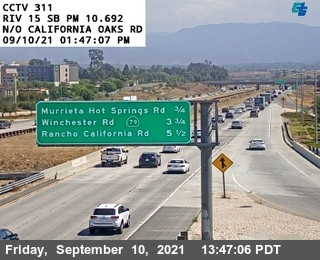 CCTV 311
RIV 15 SB PM 10.692
N/O CALIFORNIA OAKS RD
09/10/21 01:47:07 PM
Murrieta Hot Springs Rd ¾
Winchester Rd 79 3 ¾
Rancho California Rd 5 ½
Friday, September 10, 2021 13:47:06 PDT